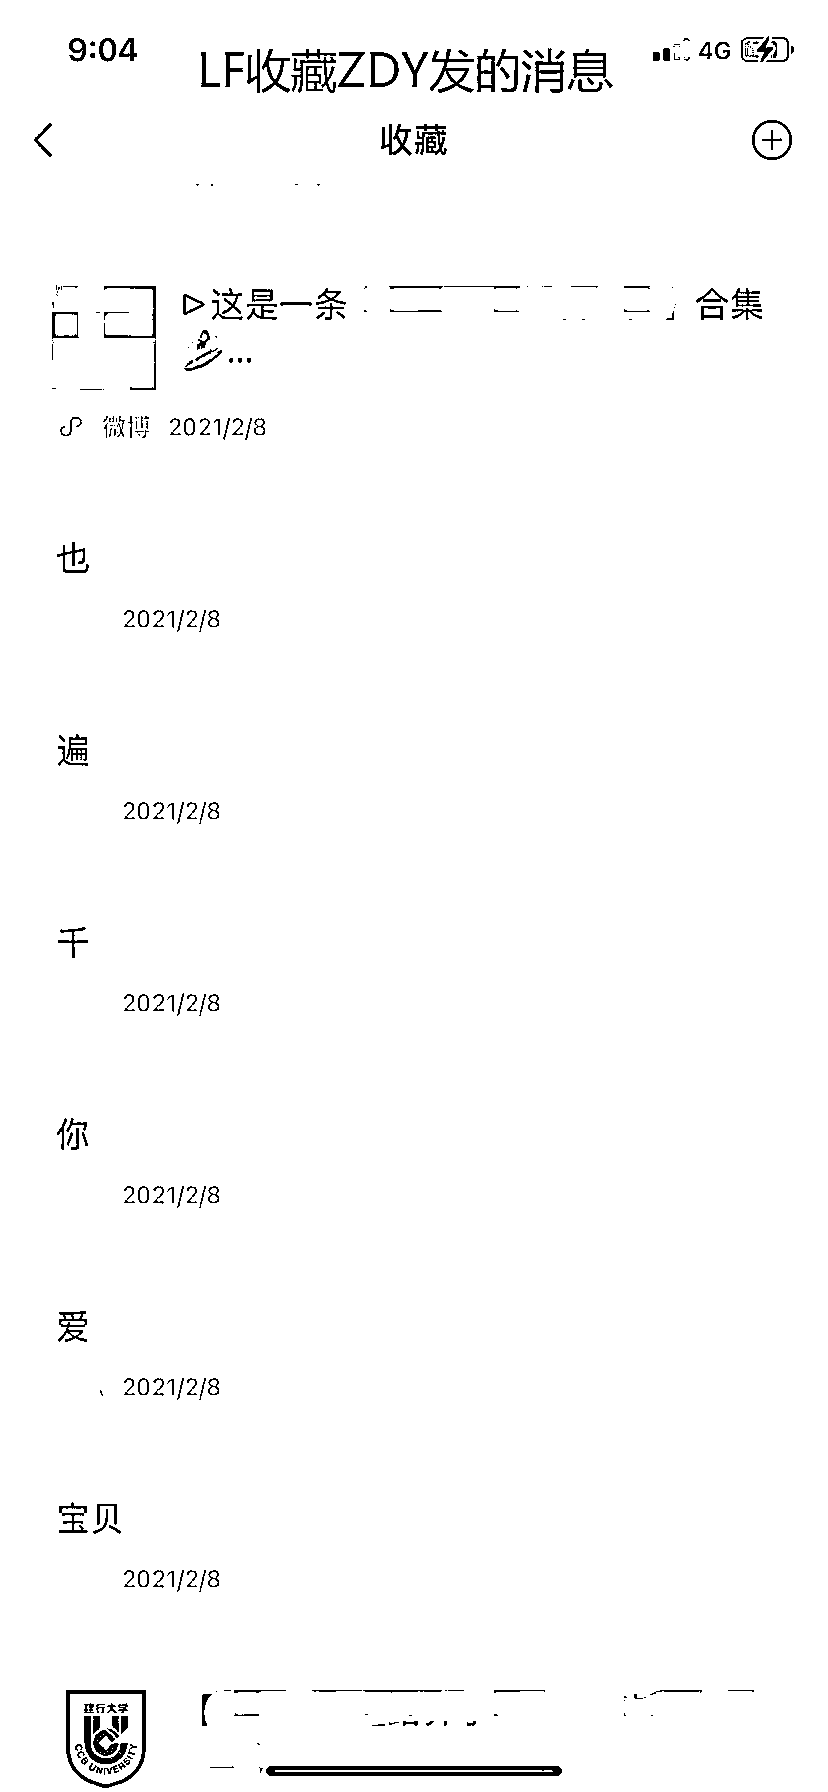 9:04
LF收藏ZDY发的消息
4G
收藏
这是一条
合集
...
微博 2021/2/8
也
2021/2/8
遍
2021/2/8
千
2021/2/8
你
2021/2/8
爱
2021/2/8
宝贝
2021/2/8
建行大学
CCB UNIVERSITY